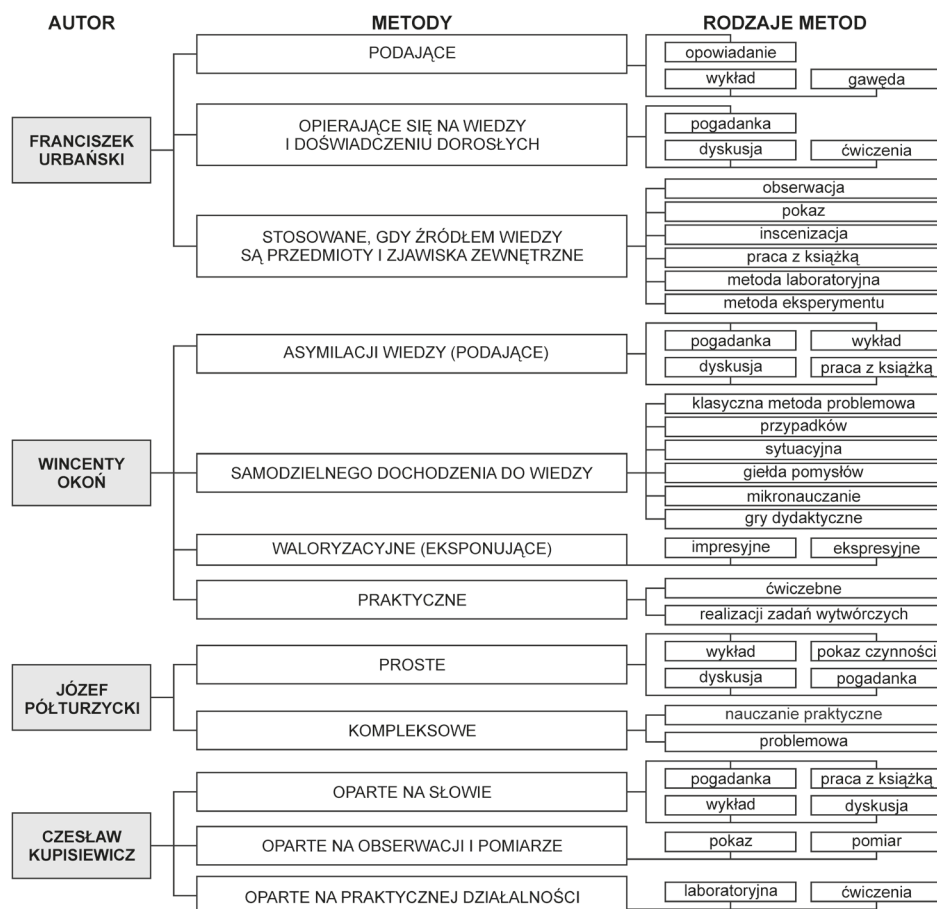 AUTOR METODY RODZAJE METOD
FRANCISZEK
URBAŃSKI
PODAJĄCE
opowiadanie
wykład gawęda
OPIERAJĄCE SIĘ NA WIEDZY
I DOŚWIADCZENIU DOROSŁYCH
pogadanka
dyskusja ćwiczenia
STOSOWANE, GDY ŹRÓDŁEM WIEDZY
SĄ PRZEDMIOTY I ZJAWISKA ZEWNĘTRZNE
obserwacja
pokaz
inscenizacja
praca z książką
metoda laboratoryjna
metoda eksperymentu
WINCENTY
OKOŃ
ASYMILACJI WIEDZY (PODAJĄCE)
pogadanka wykład
dyskusja praca z książką
SAMODZIELNEGO DOCHODZENIA DO WIEDZY
klasyczna metoda problemowa
przypadków
sytuacyjna
giełda pomysłów
mikronauczanie
gry dydaktyczne
WALORYZACYJNE (EKSPONUJĄCE)
impresyjne ekspresyjne
PRAKTYCZNE
ćwiczebne
realizacji zadań wytwórczych
JÓZEF
PÓŁTURZYCKI
PROSTE
wykład pokaz czynności
dyskusja pogadanka
KOMPLEKSOWE
nauczanie praktyczne
problemowa
CZESŁAW
KUPISIEWICZ
OPARTE NA SŁOWIE
pogadanka praca z książką
wykład dyskusja
OPARTE NA OBSERWACJI I POMIARZE
pokaz pomiar
OPARTE NA PRAKTYCZNEJ DZIAŁALNOŚCI
laboratoryjna ćwiczenia